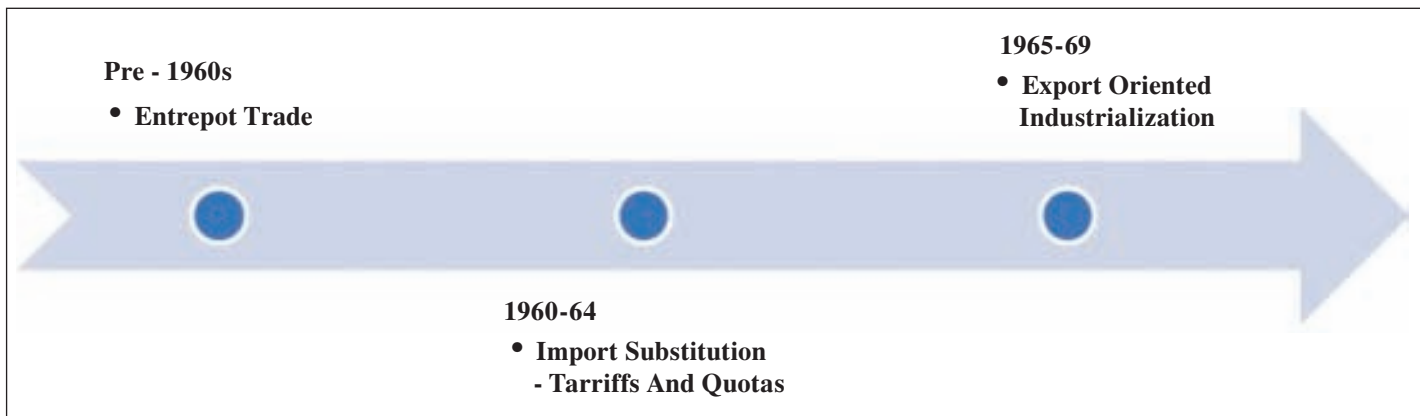 Pre - 1960s
• Entrepot Trade
1960-64
• Import Substitution
- Tarriffs And Quotas
1965-69
• Export Oriented
Industrialization